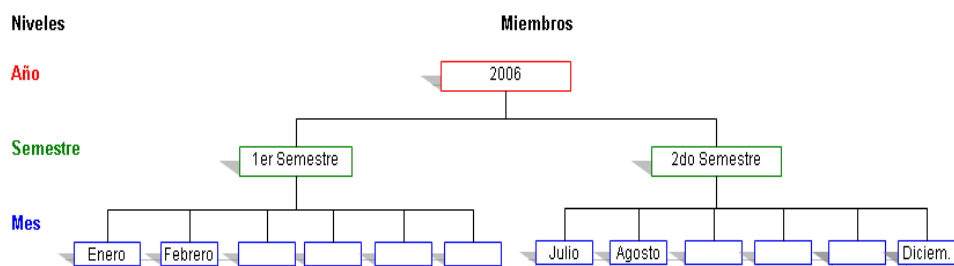 Niveles Miembros
Año 2006
Semestre 1er Semestre 2do Semestre
Mes Enero Febrero Julio Agosto Diciem.